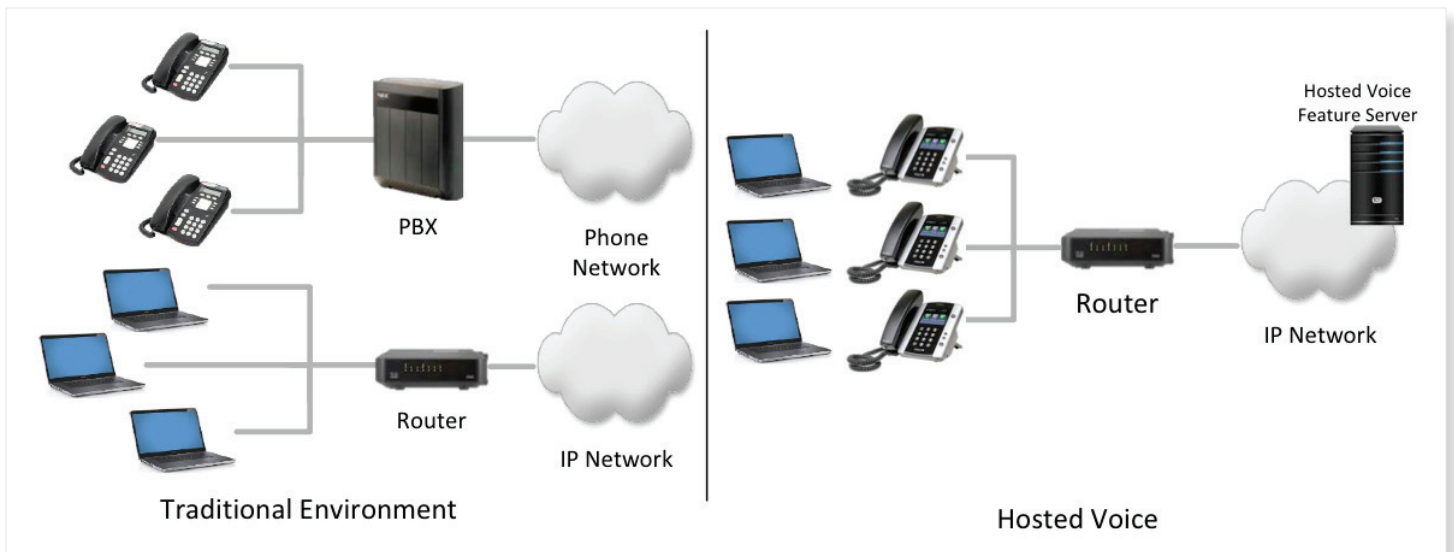 PBX
Phone
Network
Router
IP Network
Traditional Environment
Hosted Voice
Feature Server
Router
IP Network
Hosted Voice